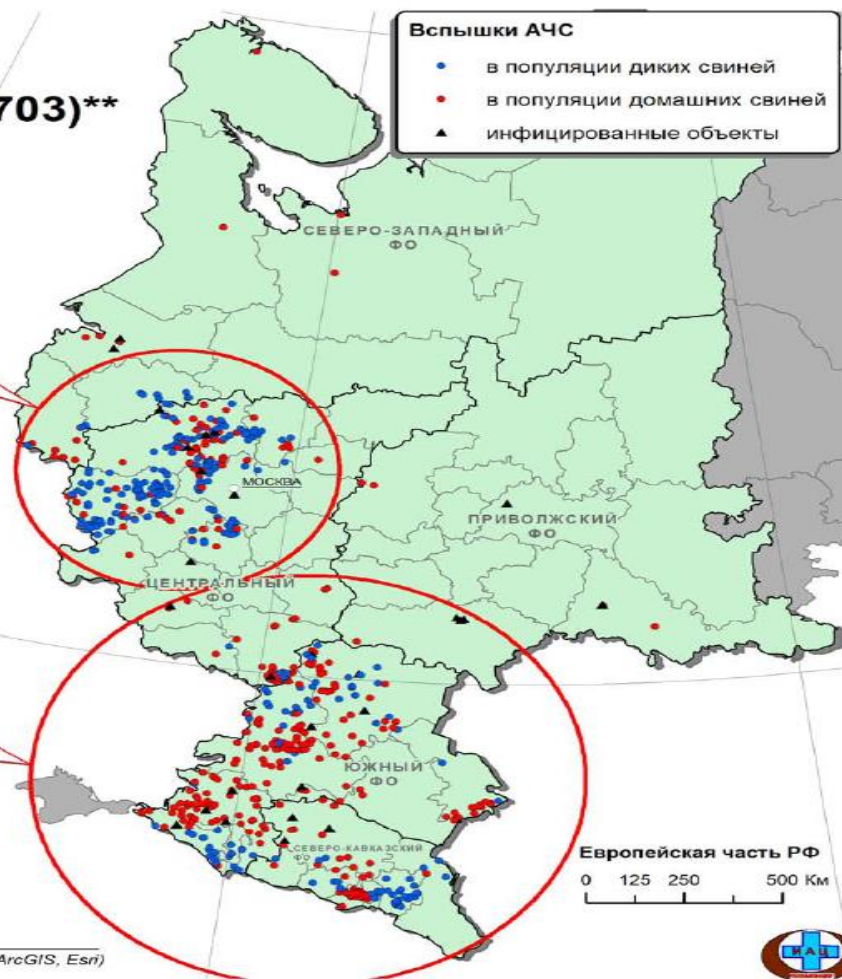 Вспышки АЧС
в популяции диких свиней
в популяции домашних свиней
инфицированные объекты
703)**
СЕВЕРО-ЗАПАДНЫЙ
ФО
МОСКВА
ПРИВОЛЖСКИЙ
ФО
ЦЕНТРАЛЬНЫЙ
ФО
ЮЖНЫЙ
ФО
СЕВЕРО-КАВКАЗСКИЙ
ФО
Европейская часть РФ
0 125 250 500 Км
ArcGIS, Esri)
ИАЦ